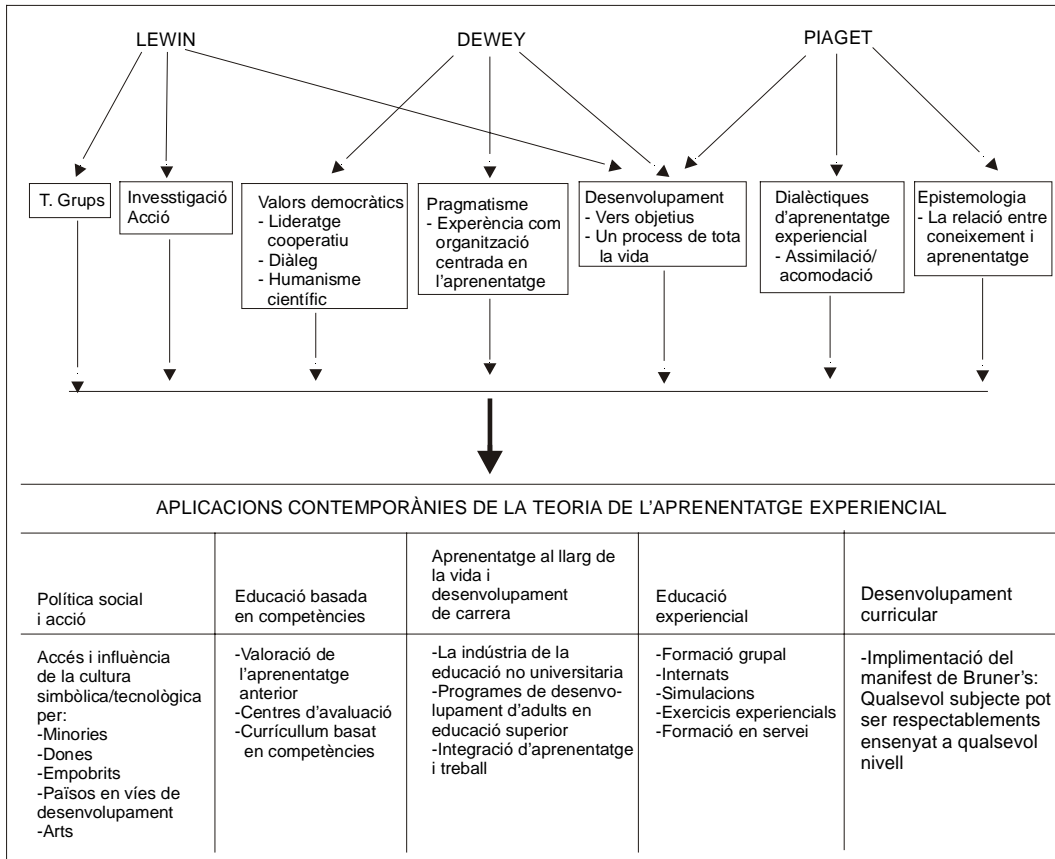 LEWIN
DEWEY
PIAGET
T. Grups
Invesstigació
Acció
Valors democràtics
- Lideratge
cooperatiu
- Diàleg
- Humanisme
científic
Pragmatisme
- Experència com
organització
centrada en
l’aprenentatge
Desenvolupament
- Vers objetius
- Un process de tota
la vida
Dialèctiques
d’aprenentatge
experiencial
- Assimilació/
acomodació
Epistemologia
- La relació entre
coneixement i
aprenentatge
APLICACIONS CONTEMPORÀNIES DE LA TEORIA DE L’APRENENTATGE EXPERIENCIAL
Política social
i acció
Educació basada
en competències
Aprenentatge al llarg de
la vida i
desenvolupament
de carrera
Educació
experiencial
Desenvolupament
curricular
Accés i influència
de la cultura
simbòlica/tecnològica
per:
-Minories
-Dones
-Empobrits
-Països en víes de
desenvolupament
-Arts
-Valoració de
l’aprenentatge
anterior
-Centres d’avaluació
-Currícullum basat
en competències
-La indústria de la
educació no universitaria
-Programes de desenvo-
lupament d’adults en
educació superior
-Integració d’aprenentatge
i treball
-Formació grupal
-Internats
-Simulacions
-Exercicis experiencials
-Formació en servei
-Implimentació del
manifest de Bruner’s:
Qualsevol subjecte pot
ser respectablements
ensenyat a qualsevol
nivell